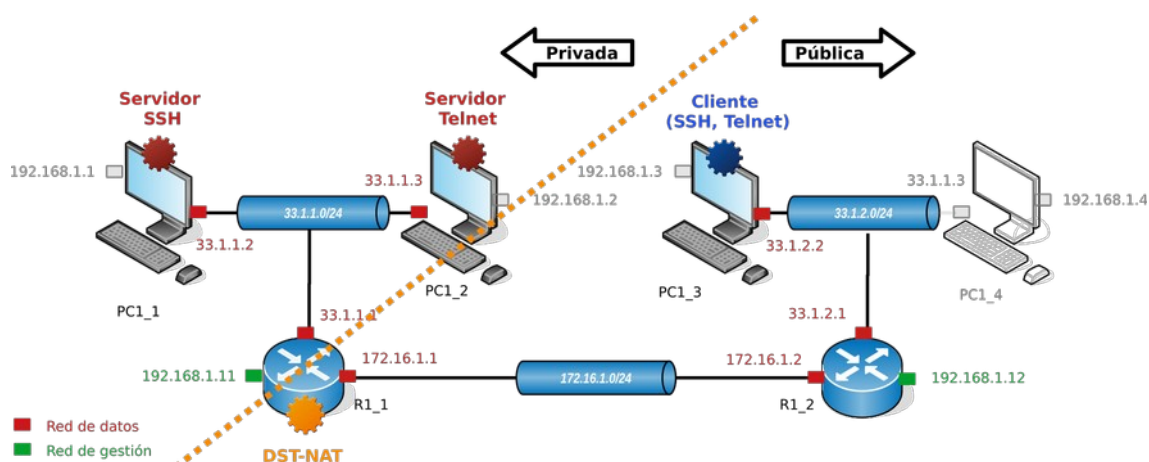 Privada
Pública
Servidor
SSH
Servidor
Telnet
Cliente
(SSH, Telnet)
192.168.1.1
33.1.1.3
192.168.1.2
192.168.1.3
33.1.1.3
192.168.1.4
33.1.1.0/24
33.1.2.0/24
33.1.1.2
33.1.2.2
PC1_1
PC1_2
PC1_3
PC1_4
33.1.1.1
33.1.2.1
172.16.1.1
172.16.1.2
192.168.1.11
172.16.1.0/24
192.168.1.12
R1_1
R1_2
Red de datos
Red de gestión
DST-NAT